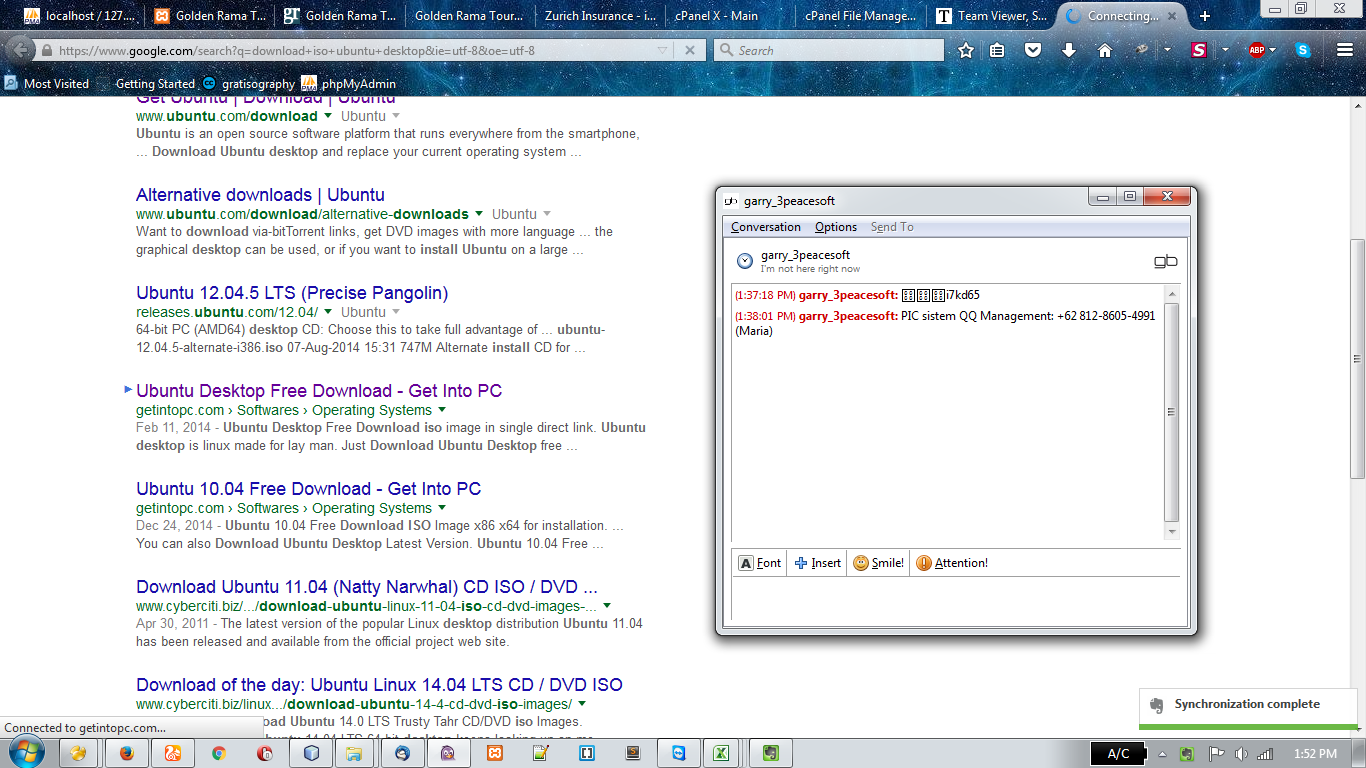 localhost / 127....
Golden Rama T...
Golden Rama T...
Golden Rama Tour...
Zurich Insurance - i...
cPanel X - Main
cPanel File Manage...
Team Viewer, S...
Connecting...
https://www.google.com/search?q=download+iso+ubuntu+desktop&ie=utf-8&oe=utf-8
Search
ABP
Most Visited
Getting Started
gratisography
phpMyAdmin
Get Ubuntu | Download | Ubuntu
www.ubuntu.com/download Ubuntu
Ubuntu is an open source software platform that runs everywhere from the smartphone,
... Download Ubuntu desktop and replace your current operating system ...
Alternative downloads | Ubuntu
www.ubuntu.com/download/alternative-downloads Ubuntu
Want to download via-bitTorrent links, get DVD images with more language ... the
graphical desktop can be used, or if you want to install Ubuntu on a large ...
Ubuntu 12.04.5 LTS (Precise Pangolin)
releases.ubuntu.com/12.04/ Ubuntu
64-bit PC (AMD64) desktop CD: Choose this to take full advantage of ... ubuntu-
12.04.5-alternate-i386.iso 07-Aug-2014 15:31 747M Alternate install CD for ...
Ubuntu Desktop Free Download - Get Into PC
getintopc.com › Softwares › Operating Systems
Feb 11, 2014 - Ubuntu Desktop Free Download iso image in single direct link. Ubuntu
desktop is linux made for lay man. Just Download Ubuntu Desktop free ...
Ubuntu 10.04 Free Download - Get Into PC
getintopc.com › Softwares › Operating Systems
Dec 24, 2014 - Ubuntu 10.04 Free Download ISO Image x86 x64 for installation. ...
You can also Download Ubuntu Desktop Latest Version. Ubuntu 10.04 Free ...
Download Ubuntu 11.04 (Natty Narwhal) CD ISO / DVD ...
www.cyberciti.biz/.../download-ubuntu-linux-11-04-iso-cd-dvd-images-...
Apr 30, 2011 - The latest version of the popular Linux desktop distribution Ubuntu 11.04
has been released and available from the official project web site.
Download of the day: Ubuntu Linux 14.04 LTS CD / DVD ISO
www.cyberciti.biz/linux.../download-ubuntu-14-4-cd-dvd-iso-images/
Ubuntu 14.0 LTS Trusty Tahr CD/DVD iso Images.
Connected to getintopc.com...
garry_3peacesoft
Conversation Options Send To
garry_3peacesoft
I'm not here right now
gb
(1:37:18 PM) garry_3peacesoft: i7kd65
(1:38:01 PM) garry_3peacesoft: PIC sistem QQ Management: +62 812-8605-4991
(Maria)
Font Insert Smile! Attention!
Synchronization complete
A/C
1:52 PM